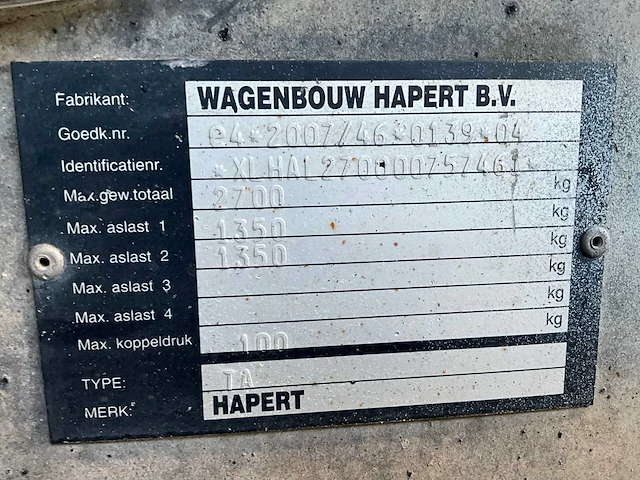 Fabrikant: WAGENBOUW HAPERT B.V.
Goedk.nr. e4*2007/46*0139*04
Identificatienr. *XLHAL270000757461
Max.gew.totaal 2700 kg
Max. aslast 1 1350 kg
Max. aslast 2 1350 kg
Max. aslast 3 kg
Max. aslast 4 kg
Max. koppeldruk 100 kg
TYPE: TA
MERK: HAPERT